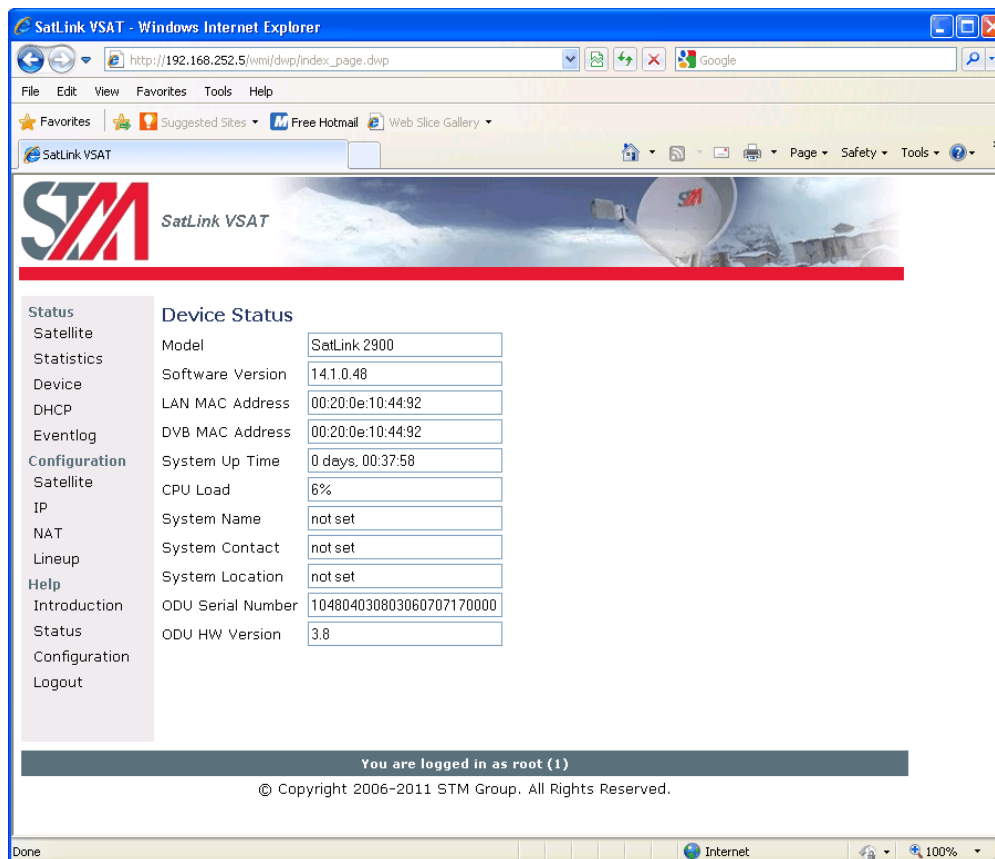 SatLink VSAT - Windows Internet Explorer
http://192.168.252.5/wmi/dwp/index_page.dwp
Google
File Edit View Favorites Tools Help
Favorites Suggested Sites Free Hotmail Web Slice Gallery
SatLink VSAT
Page Safety Tools
STM
SatLink VSAT
STM
Status
Satellite
Statistics
Device
DHCP
Eventlog
Configuration
Satellite
IP
NAT
Lineup
Help
Introduction
Status
Configuration
Logout
Device Status
Model SatLink 2900
Software Version 14.1.0.48
LAN MAC Address 00:20:0e:10:44:92
DVB MAC Address 00:20:0e:10:44:92
System Up Time 0 days, 00:37:58
CPU Load 6%
System Name not set
System Contact not set
System Location not set
ODU Serial Number 104804030803060707170000
ODU HW Version 3.8
You are logged in as root (1)
© Copyright 2006-2011 STM Group. All Rights Reserved.
Done Internet 100%